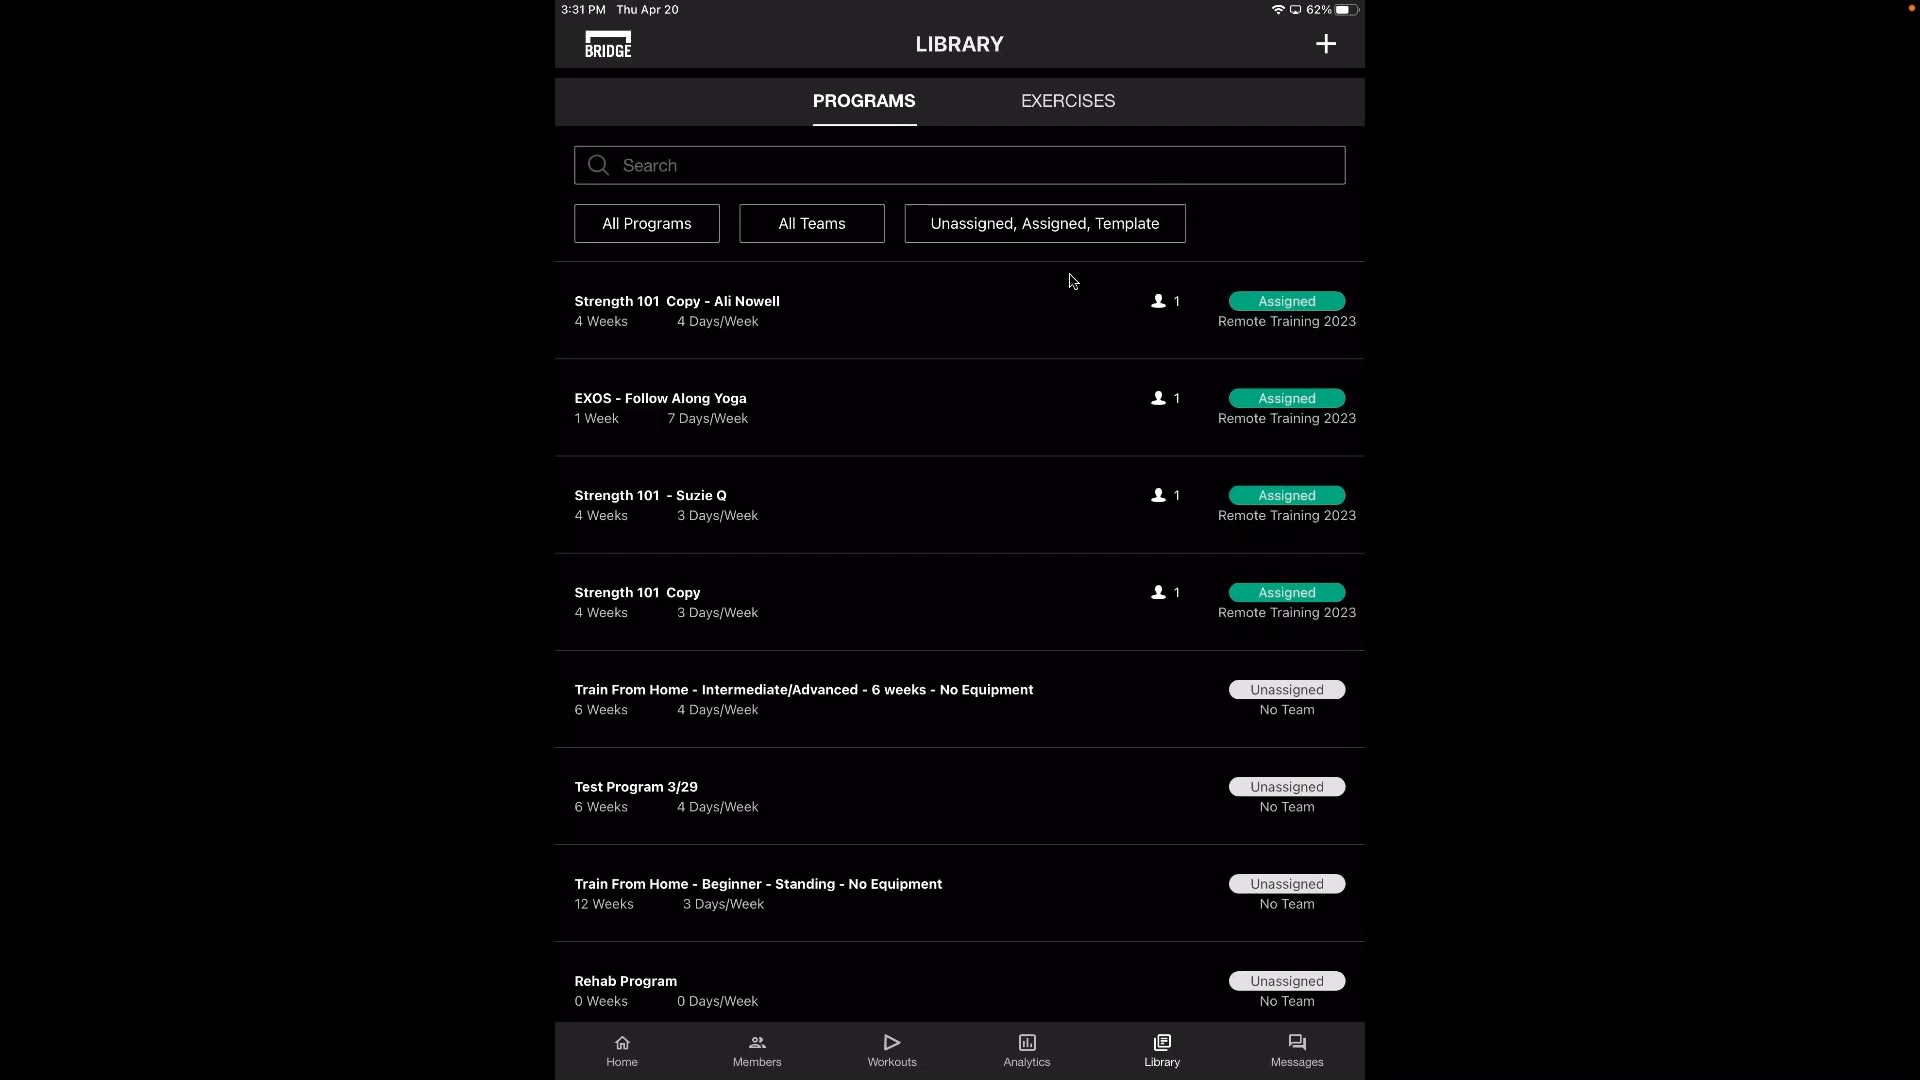 3:31 PM Thu Apr 20 62%
BRIDGE LIBRARY +
PROGRAMS EXERCISES
Search
All Programs All Teams Unassigned, Assigned, Template
Strength 101 Copy - Ali Nowell 1 Assigned
4 Weeks 4 Days/Week Remote Training 2023
EXOS - Follow Along Yoga 1 Assigned
1 Week 7 Days/Week Remote Training 2023
Strength 101 - Suzie Q 1 Assigned
4 Weeks 3 Days/Week Remote Training 2023
Strength 101 Copy 1 Assigned
4 Weeks 3 Days/Week Remote Training 2023
Train From Home - Intermediate/Advanced - 6 weeks - No Equipment Unassigned
6 Weeks 4 Days/Week No Team
Test Program 3/29 Unassigned
6 Weeks 4 Days/Week No Team
Train From Home - Beginner - Standing - No Equipment Unassigned
12 Weeks 3 Days/Week No Team
Rehab Program Unassigned
0 Weeks 0 Days/Week No Team
Home Members Workouts Analytics Library Messages